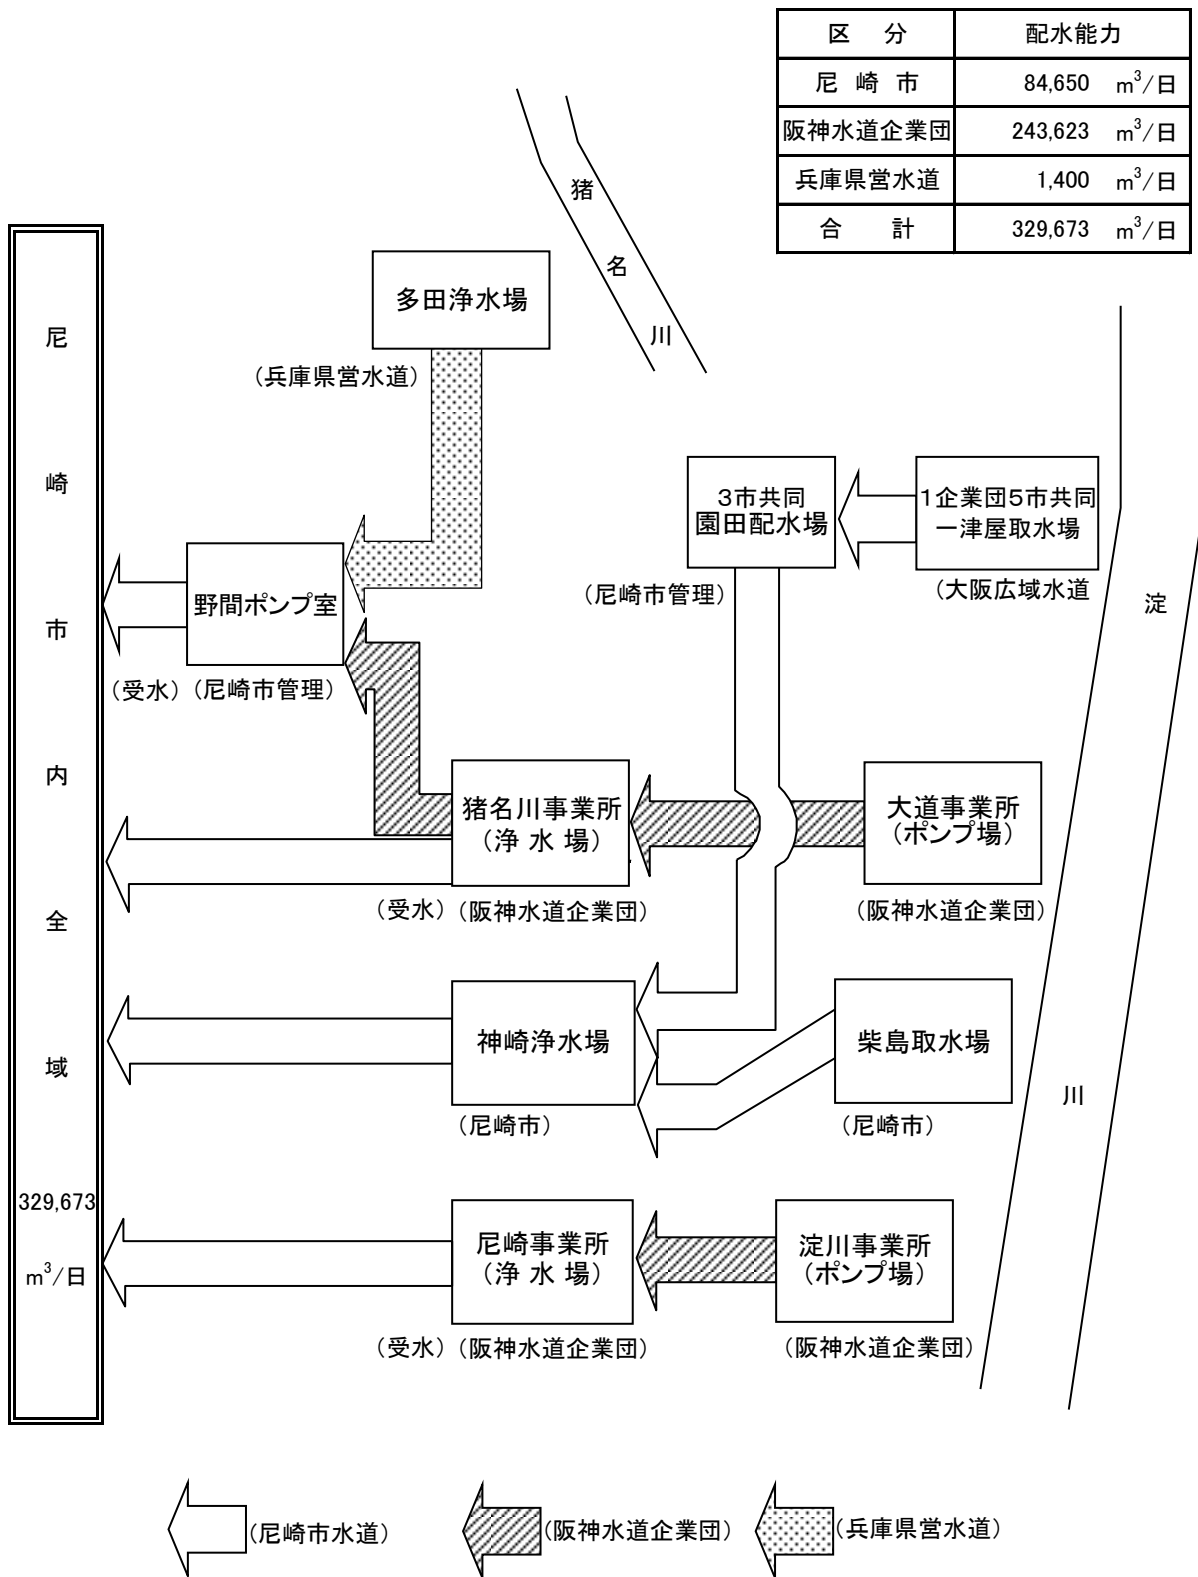 区 分 配水能力
尼 崎 市 84,650 m³/日
阪神水道企業団 243,623 m³/日
兵庫県営水道 1,400 m³/日
合 計 329,673 m³/日
猪
名
川
多田浄水場
(兵庫県営水道)
尼
崎
市
内
全
域
329,673
m³/日
3市共同
園田配水場
(尼崎市管理)
1企業団5市共同
一津屋取水場
(大阪広域水道
淀
川
野間ポンプ室
(受水) (尼崎市管理)
猪名川事業所
(浄 水 場)
(受水) (阪神水道企業団)
大道事業所
(ポンプ場)
(阪神水道企業団)
神崎浄水場
(尼崎市)
柴島取水場
(尼崎市)
尼崎事業所
(浄 水 場)
(受水) (阪神水道企業団)
淀川事業所
(ポンプ場)
(阪神水道企業団)
(尼崎市水道)
(阪神水道企業団)
(兵庫県営水道)